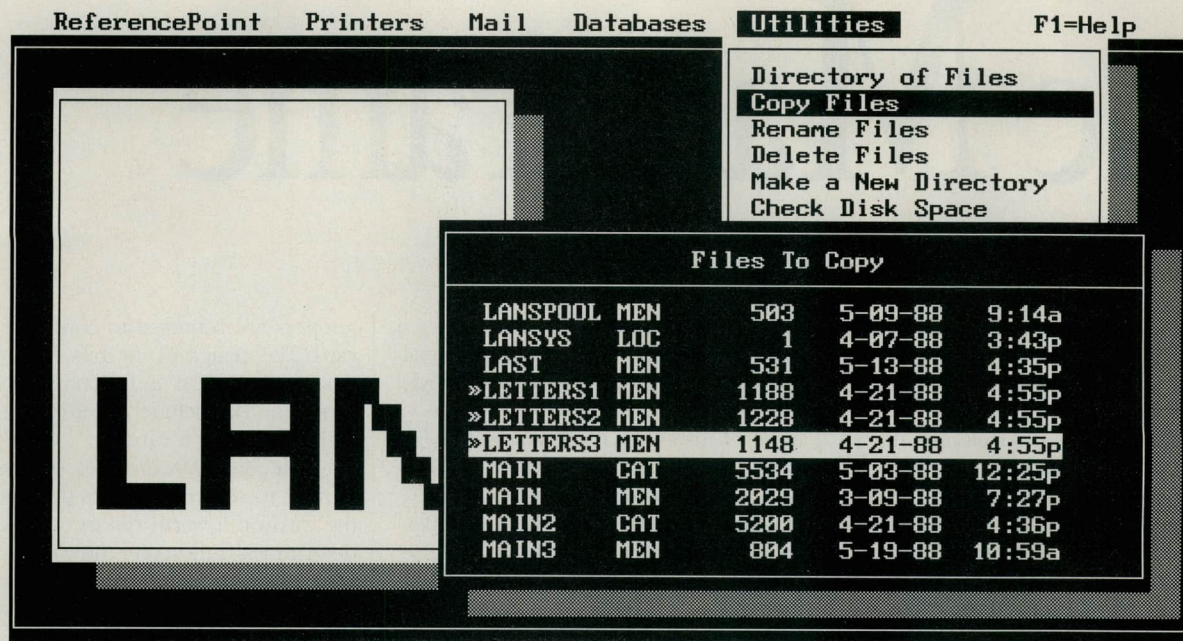 ReferencePoint Printers Mail Databases Utilities F1=Help
Directory of Files
Copy Files
Rename Files
Delete Files
Make a New Directory
Check Disk Space
LAN
Files To Copy
LANSPOOL MEN 503 5-09-88 9:14a
LANSYS LOC 1 4-07-88 3:43p
LAST MEN 531 5-13-88 4:35p
»LETTERS1 MEN 1188 4-21-88 4:55p
»LETTERS2 MEN 1228 4-21-88 4:55p
»LETTERS3 MEN 1148 4-21-88 4:55p
MAIN CAT 5534 5-03-88 12:25p
MAIN MEN 2029 3-09-88 7:27p
MAIN2 CAT 5200 4-21-88 4:36p
MAIN3 MEN 804 5-19-88 10:59a